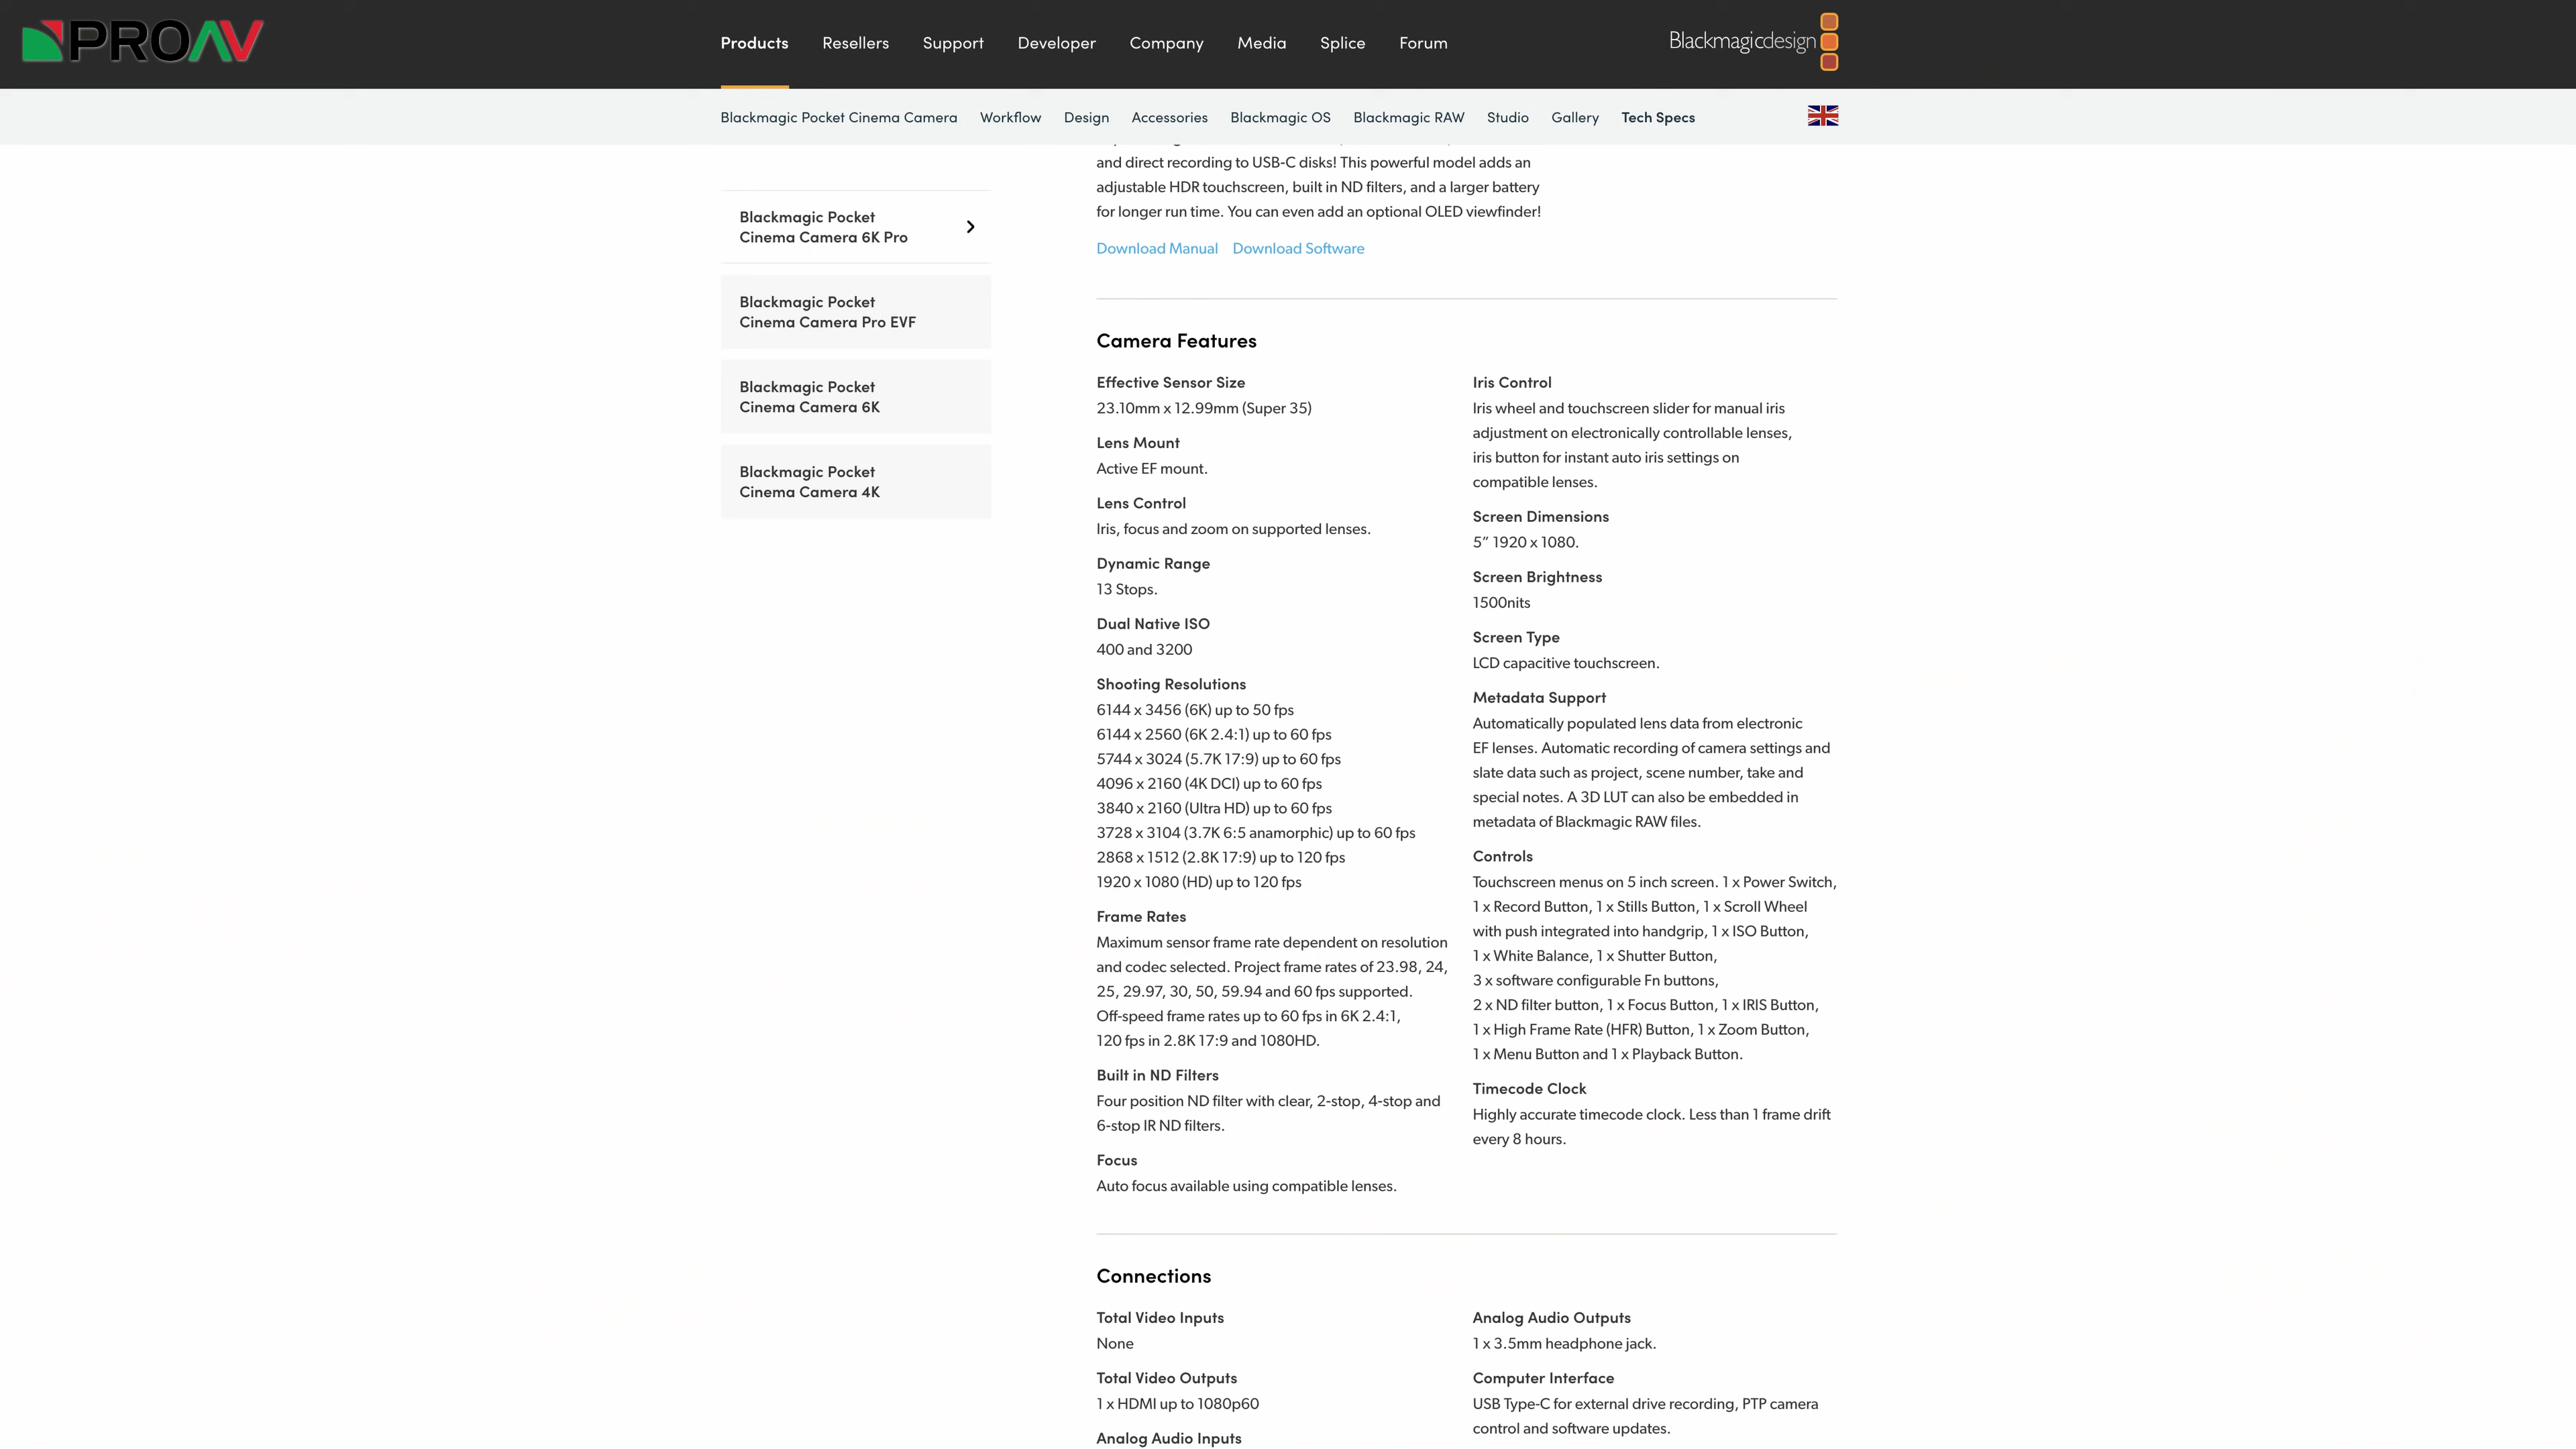 PROAV
Products Resellers Support Developer Company Media Splice Forum
Blackmagicdesign
Blackmagic Pocket Cinema Camera Workflow Design Accessories Blackmagic OS Blackmagic RAW Studio Gallery Tech Specs
Blackmagic Pocket
Cinema Camera 6K Pro
Blackmagic Pocket
Cinema Camera Pro EVF
Blackmagic Pocket
Cinema Camera 6K
Blackmagic Pocket
Cinema Camera 4K
and direct recording to USB-C disks! This powerful model adds an
adjustable HDR touchscreen, built in ND filters, and a larger battery
for longer run time. You can even add an optional OLED viewfinder!
Download Manual Download Software
Camera Features
Effective Sensor Size
23.10mm x 12.99mm (Super 35)
Lens Mount
Active EF mount.
Lens Control
Iris, focus and zoom on supported lenses.
Dynamic Range
13 Stops.
Dual Native ISO
400 and 3200
Shooting Resolutions
6144 x 3456 (6K) up to 50 fps
6144 x 2560 (6K 2.4:1) up to 60 fps
5744 x 3024 (5.7K 17:9) up to 60 fps
4096 x 2160 (4K DCI) up to 60 fps
3840 x 2160 (Ultra HD) up to 60 fps
3728 x 3104 (3.7K 6:5 anamorphic) up to 60 fps
2868 x 1512 (2.8K 17:9) up to 120 fps
1920 x 1080 (HD) up to 120 fps
Frame Rates
Maximum sensor frame rate dependent on resolution
and codec selected. Project frame rates of 23.98, 24,
25, 29.97, 30, 50, 59.94 and 60 fps supported.
Off-speed frame rates up to 60 fps in 6K 2.4:1,
120 fps in 2.8K 17:9 and 1080HD.
Built in ND Filters
Four position ND filter with clear, 2-stop, 4-stop and
6-stop IR ND filters.
Focus
Auto focus available using compatible lenses.
Iris Control
Iris wheel and touchscreen slider for manual iris
adjustment on electronically controllable lenses,
iris button for instant auto iris settings on
compatible lenses.
Screen Dimensions
5” 1920 x 1080.
Screen Brightness
1500nits
Screen Type
LCD capacitive touchscreen.
Metadata Support
Automatically populated lens data from electronic
EF lenses. Automatic recording of camera settings and
slate data such as project, scene number, take and
special notes. A 3D LUT can also be embedded in
metadata of Blackmagic RAW files.
Controls
Touchscreen menus on 5 inch screen. 1 x Power Switch,
1 x Record Button, 1 x Stills Button, 1 x Scroll Wheel
with push integrated into handgrip, 1 x ISO Button,
1 x White Balance, 1 x Shutter Button,
3 x software configurable Fn buttons,
2 x ND filter button, 1 x Focus Button, 1 x IRIS Button,
1 x High Frame Rate (HFR) Button, 1 x Zoom Button,
1 x Menu Button and 1 x Playback Button.
Timecode Clock
Highly accurate timecode clock. Less than 1 frame drift
every 8 hours.
Connections
Total Video Inputs
None
Total Video Outputs
1 x HDMI up to 1080p60
Analog Audio Inputs
Analog Audio Outputs
1 x 3.5mm headphone jack.
Computer Interface
USB Type-C for external drive recording, PTP camera
control and software updates.